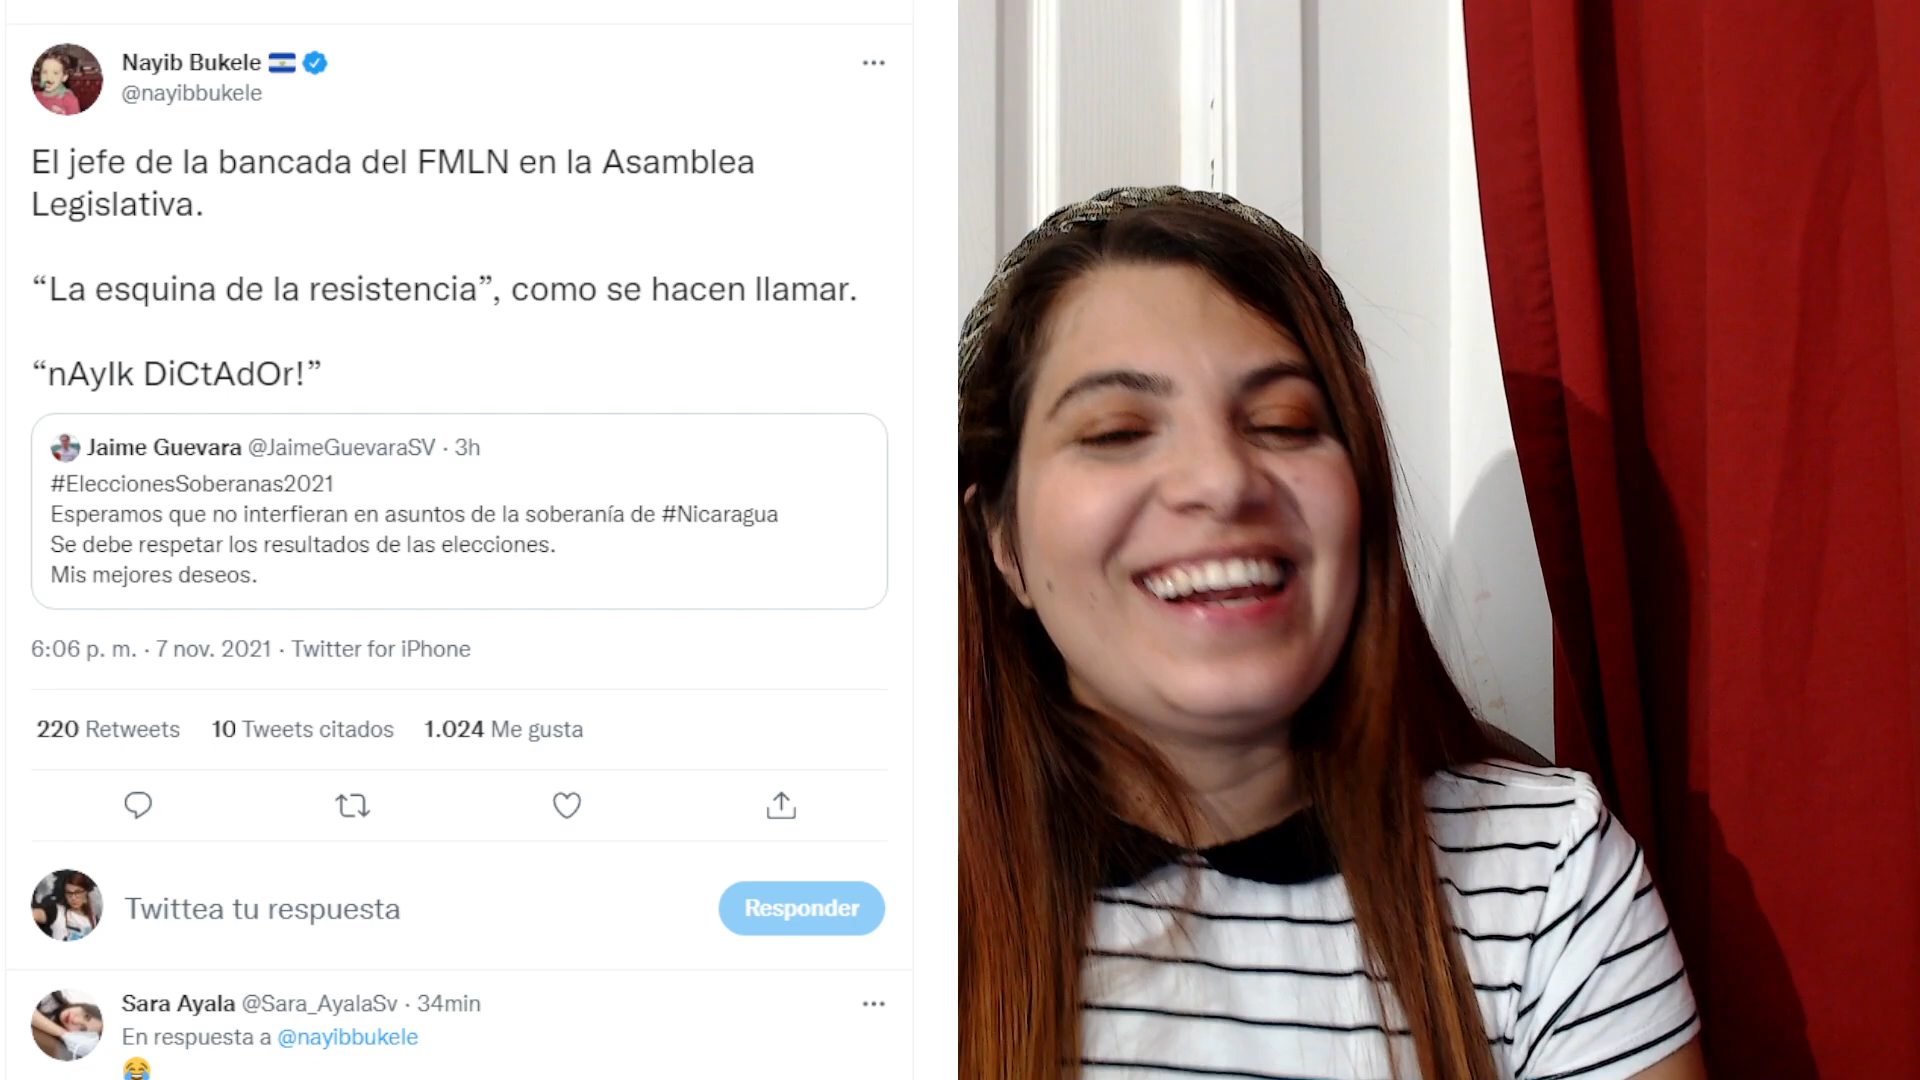 Nayib Bukele
@nayibbukele
El jefe de la bancada del FMLN en la Asamblea
Legislativa.
“La esquina de la resistencia”, como se hacen llamar.
“nAyIk DiCtAdOr!”
Jaime Guevara @JaimeGuevaraSV · 3h
#EleccionesSoberanas2021
Esperamos que no interfieran en asuntos de la soberanía de #Nicaragua
Se debe respetar los resultados de las elecciones.
Mis mejores deseos.
6:06 p. m. · 7 nov. 2021 · Twitter for iPhone
220 Retweets 10 Tweets citados 1.024 Me gusta
Twittea tu respuesta
Responder
Sara Ayala @Sara_AyalaSv · 34min
En respuesta a @nayibbukele